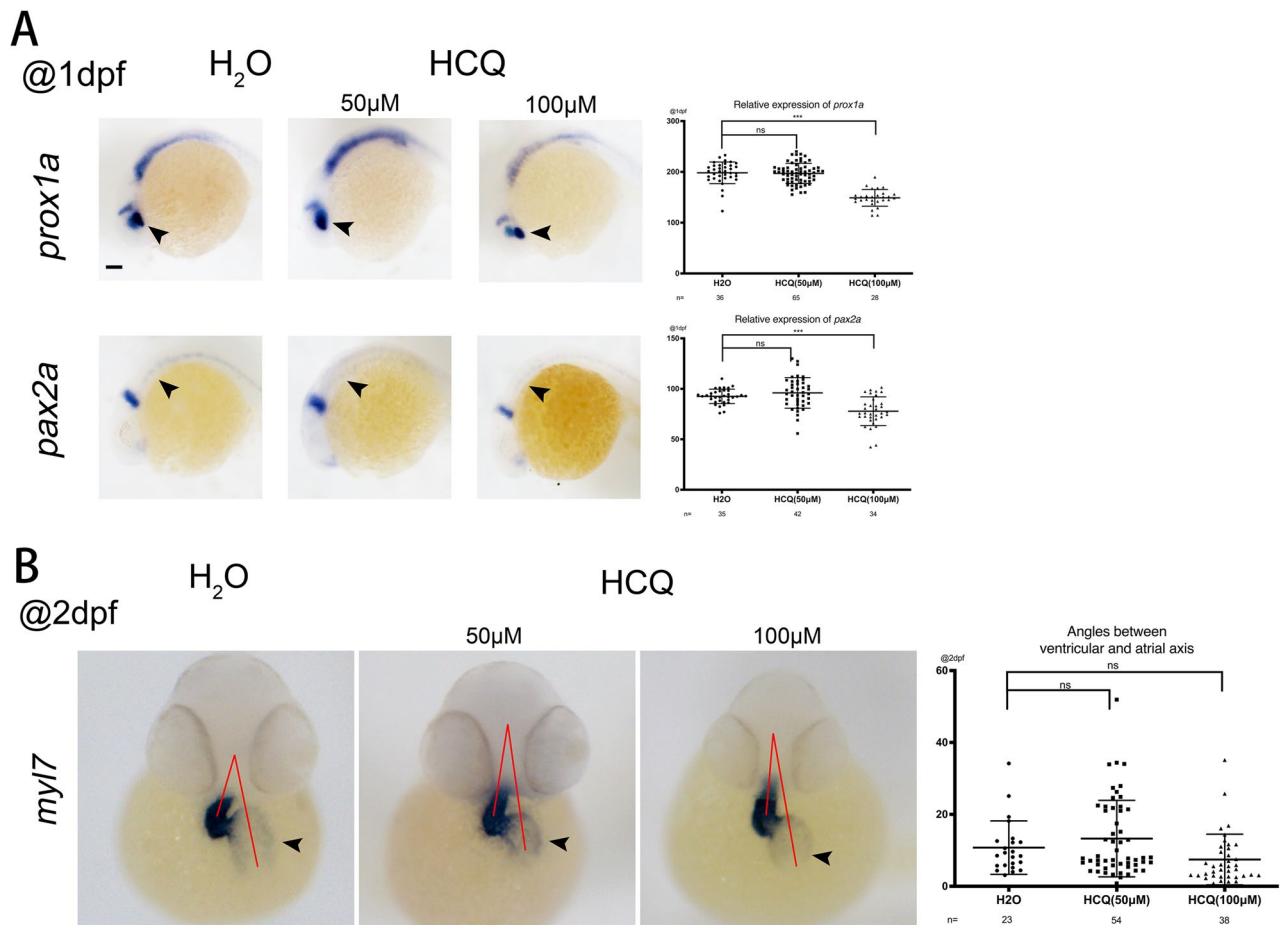 A
@1dpf
H₂O
HCQ
50μM
100μM
prox1a
@1dpf
Relative expression of prox1a
***
ns
300
200
100
0
H2O
HCQ(50μM)
HCQ(100μM)
n=
36
65
28
pax2a
@1dpf
Relative expression of pax2a
***
ns
150
100
50
0
H2O
HCQ(50μM)
HCQ(100μM)
n=
35
42
34
B
@2dpf
H₂O
HCQ
50μM
100μM
myl7
Angles between
ventricular and atrial axis
@2dpf
ns
ns
60
40
20
0
H2O
HCQ(50μM)
HCQ(100μM)
n=
23
54
38